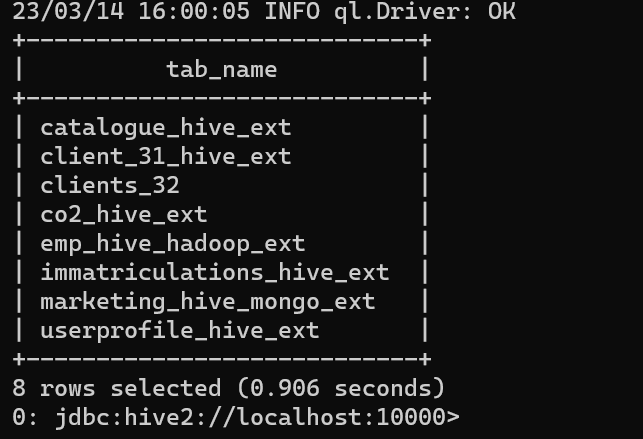 23/03/14 16:00:05 INFO ql.Driver: OK
+----------------------------+
|          tab_name          |
+----------------------------+
| catalogue_hive_ext         |
| client_31_hive_ext         |
| clients_32                 |
| co2_hive_ext               |
| emp_hive_hadoop_ext        |
| immatriculations_hive_ext  |
| marketing_hive_mongo_ext   |
| userprofile_hive_ext       |
+----------------------------+
8 rows selected (0.906 seconds)
0: jdbc:hive2://localhost:10000>